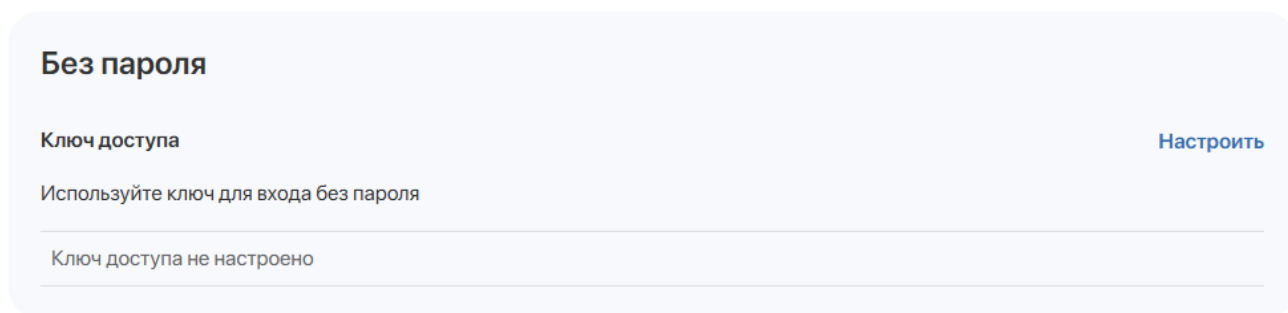 Без пароля
Ключ доступа
Настроить
Используйте ключ для входа без пароля
Ключ доступа не настроено